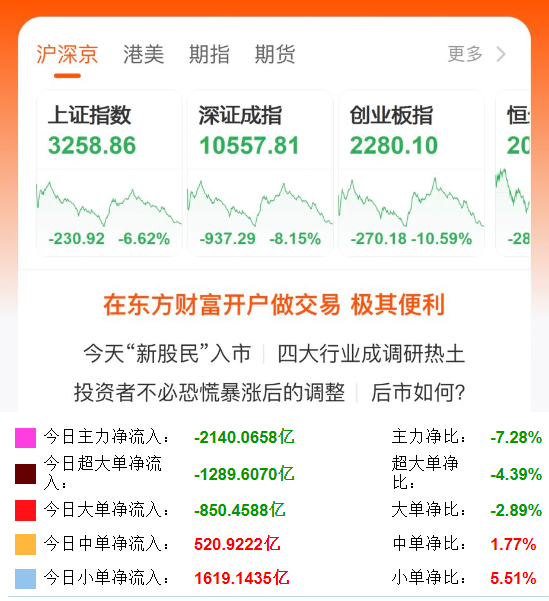 沪深京 港美 期指 期货 更多
上证指数 深证成指 创业板指
3258.86 10557.81 2280.10 20
-230.92 -6.62% -937.29 -8.15% -270.18 -10.59% -28
在东方财富开户做交易 极其便利
今天“新股民”入市 四大行业成调研热土
投资者不必恐慌暴涨后的调整 后市如何?
今日主力净流入: -2140.0658亿 主力净比: -7.28%
今日超大单净流 超大单净
入: -1289.6070亿 比: -4.39%
今日大单净流入: -850.4588亿 大单净比: -2.89%
今日中单净流入: 520.9222亿 中单净比: 1.77%
今日小单净流入: 1619.1435亿 小单净比: 5.51%